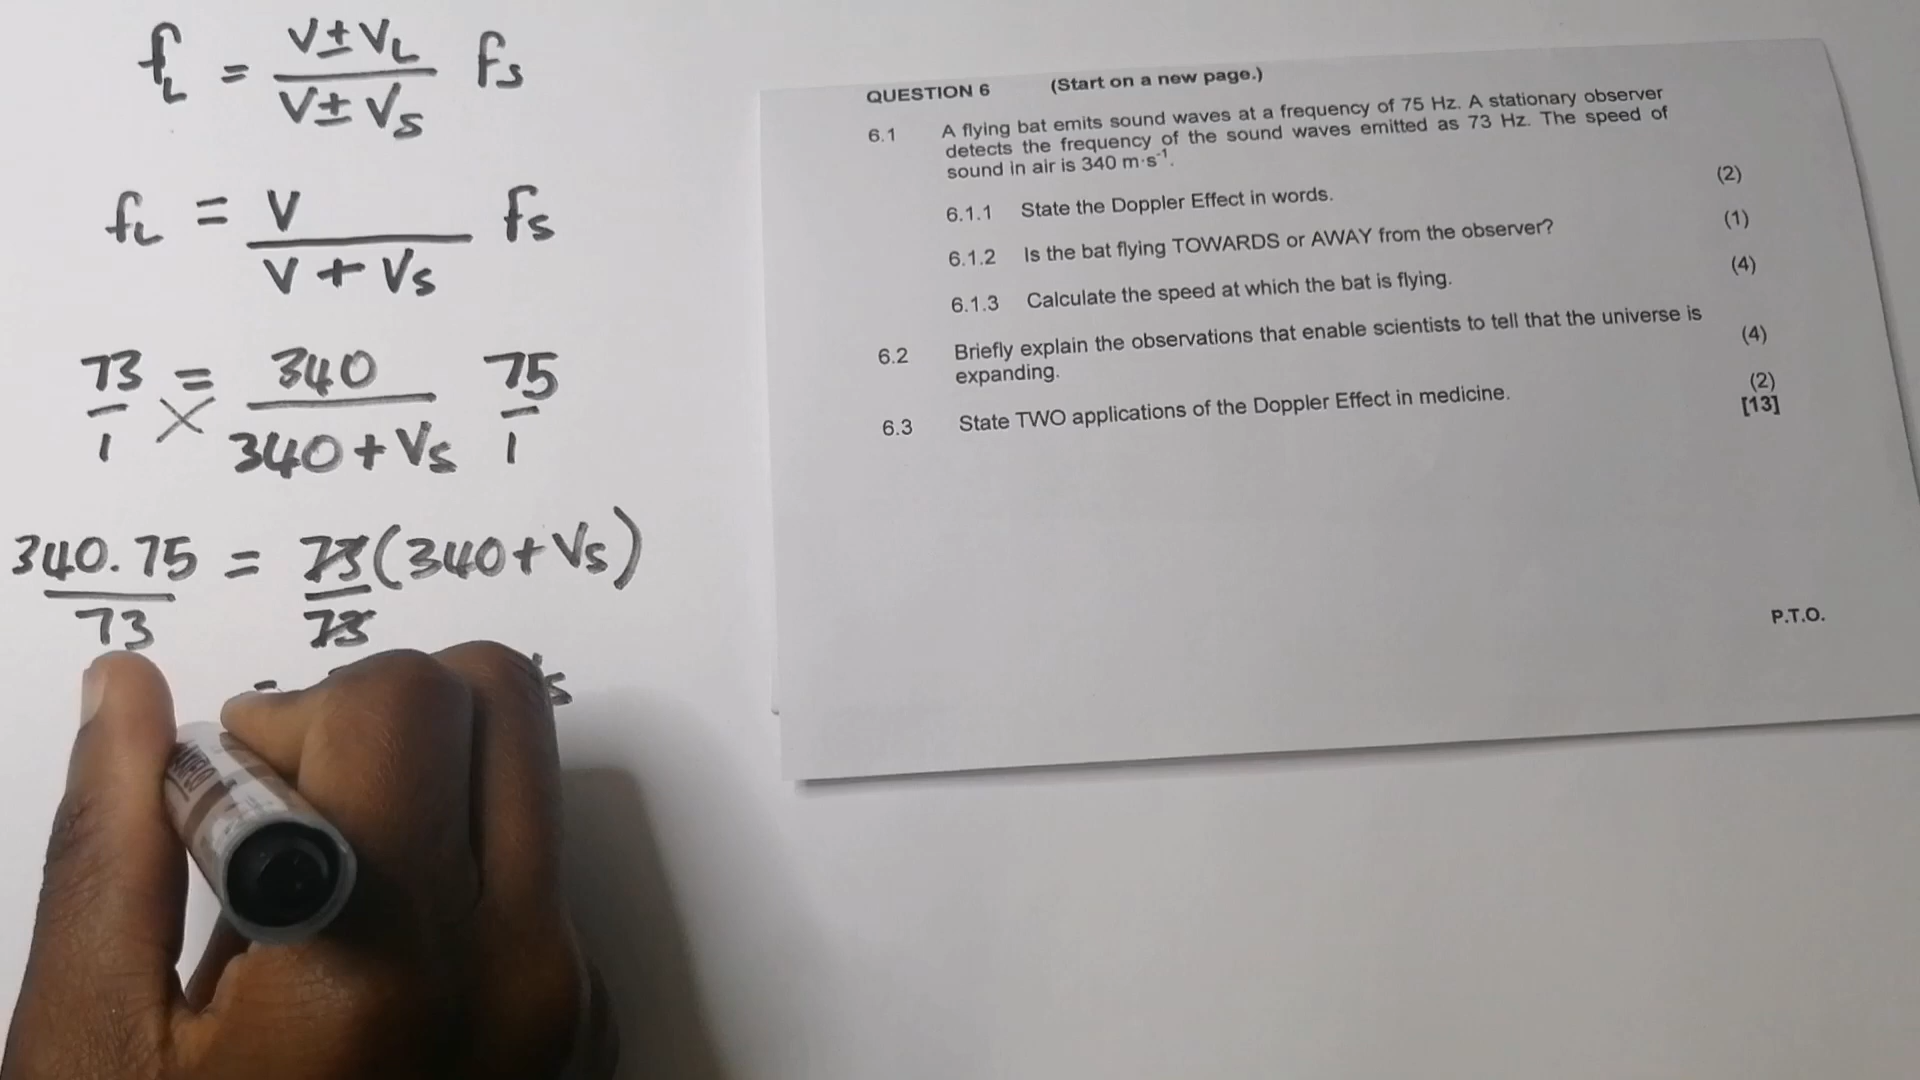 fL = V ± VL / V ± Vs fs
fL = V / V + Vs fs
73 / 1 = 340 / 340 + Vs 75 / 1
340.75 / 73 = 73(340 + Vs) / 73
=
QUESTION 6 (Start on a new page.)
6.1 A flying bat emits sound waves at a frequency of 75 Hz. A stationary observer
detects the frequency of the sound waves emitted as 73 Hz. The speed of
sound in air is 340 m·s⁻¹.
6.1.1 State the Doppler Effect in words. (2)
6.1.2 Is the bat flying TOWARDS or AWAY from the observer? (1)
6.1.3 Calculate the speed at which the bat is flying. (4)
6.2 Briefly explain the observations that enable scientists to tell that the universe is
expanding. (4)
6.3 State TWO applications of the Doppler Effect in medicine. (2)
[13]
P.T.O.